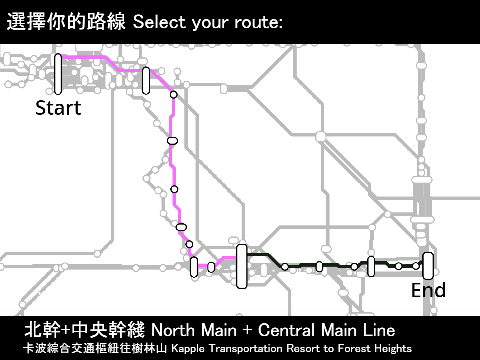 選擇你的路線 Select your route:
Start
End
北幹+中央幹綫 North Main + Central Main Line
卡波綜合交通樞紐往樹林山 Kapple Transportation Resort to Forest Heights